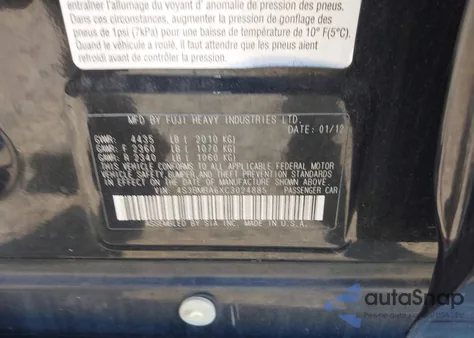 entraîner l'allumage du voyant d' anomalie de pression des pneus.
Dans ces circonstances, augmenter la pression de gonflage des
pneus de 1psi (7kPa) pour une baisse de température de 10° F(5°C).
Quand le véhicule a roulé, il faut attendre que les pneus aient
refroidi avant de contrôler la pression.
MFD BY FUJI HEAVY INDUSTRIES LTD.
DATE: 01/12
GVWR: 4435 LB ( 2010 KG)
GAWR: F 2360 LB ( 1070 KG)
GAWR: R 2340 LB ( 1060 KG)
THIS VEHICLE CONFORMS TO ALL APPLICABLE FEDERAL MOTOR
VEHICLE SAFETY, BUMPER AND THEFT PREVENTION STANDARDS
IN EFFECT ON THE DATE OF MANUFACTURE SHOWN ABOVE.
VIN: 4S3BMBA6XC3024885 PASSENGER CAR
ASSEMBLED BY SIA INC. MADE IN U.S.A.
autoSnap